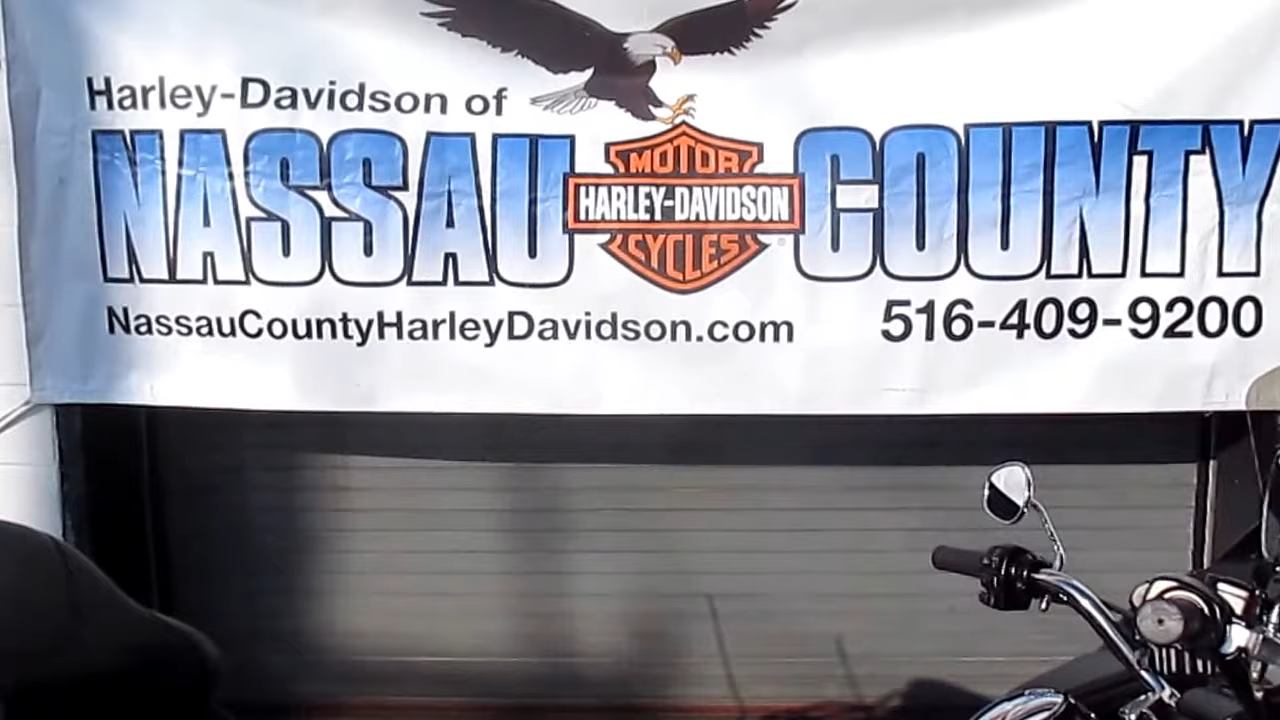 Harley-Davidson of
NASSAU COUNTY
MOTOR
HARLEY-DAVIDSON
CYCLES
NassauCountyHarleyDavidson.com
516-409-9200